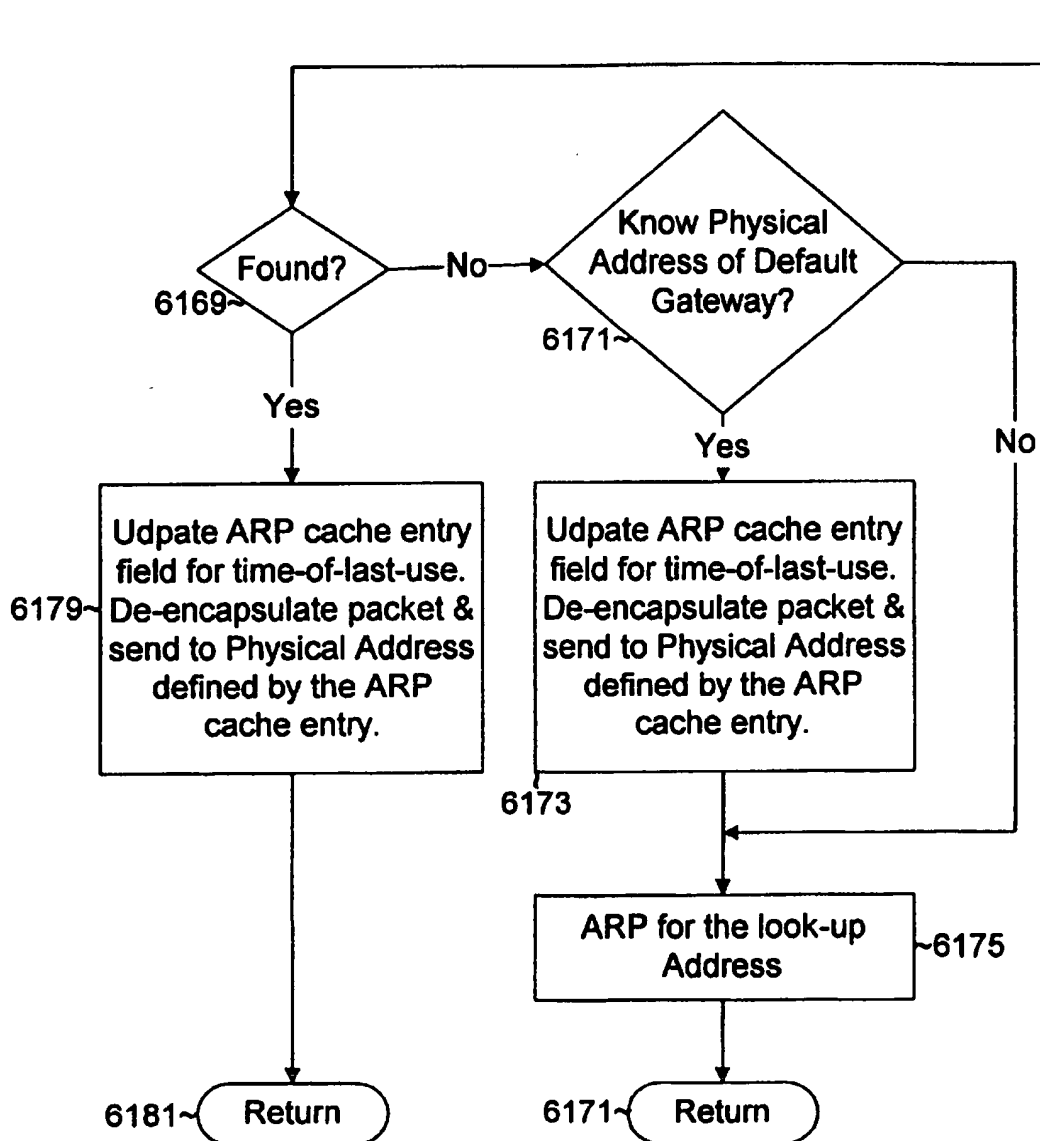 Found?
6169~
No
Know Physical
Address of Default
Gateway?
6171~
Yes
Yes
No
Udpate ARP cache entry
field for time-of-last-use.
De-encapsulate packet &
send to Physical Address
defined by the ARP
cache entry.
6179~
Udpate ARP cache entry
field for time-of-last-use.
De-encapsulate packet &
send to Physical Address
defined by the ARP
cache entry.
6173
ARP for the look-up
Address
~6175
6181~
Return
6171~
Return